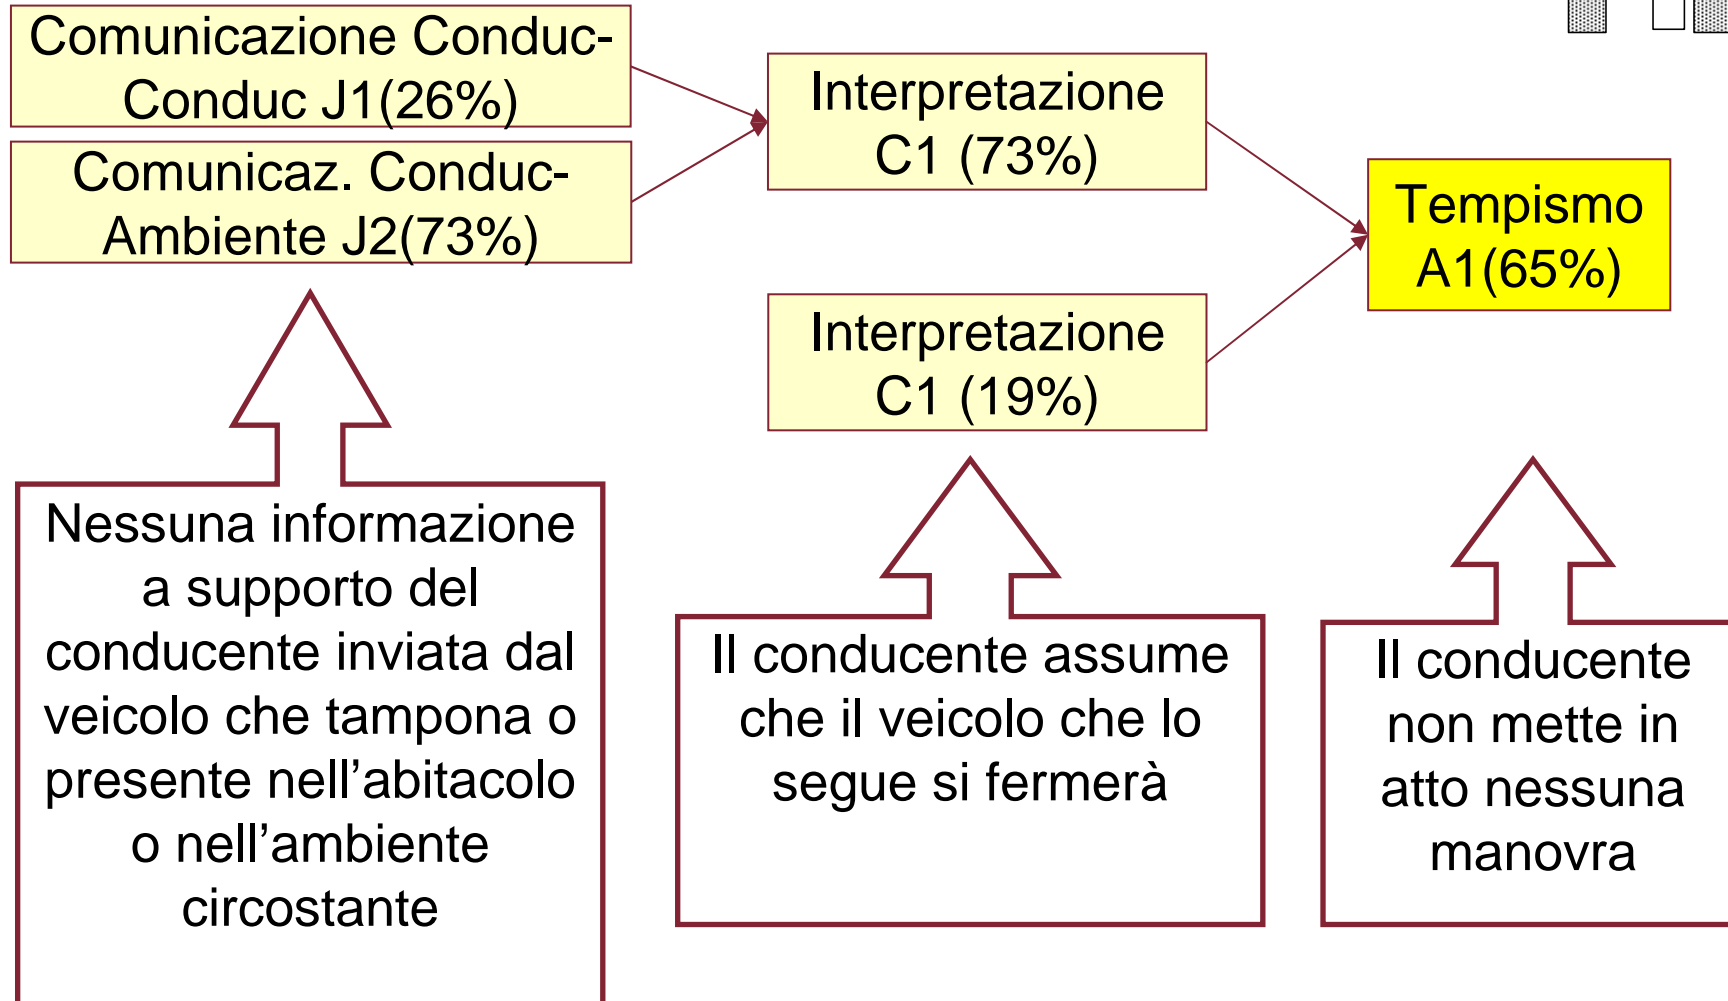 Comunicazione Conduc-
Conduc J1(26%)
Comunicaz. Conduc-
Ambiente J2(73%)
Interpretazione
C1 (73%)
Interpretazione
C1 (19%)
Tempismo
A1(65%)
Nessuna informazione
a supporto del
conducente inviata dal
veicolo che tampona o
presente nell’abitacolo
o nell’ambiente
circostante
Il conducente assume
che il veicolo che lo
segue si fermerà
Il conducente
non mette in
atto nessuna
manovra